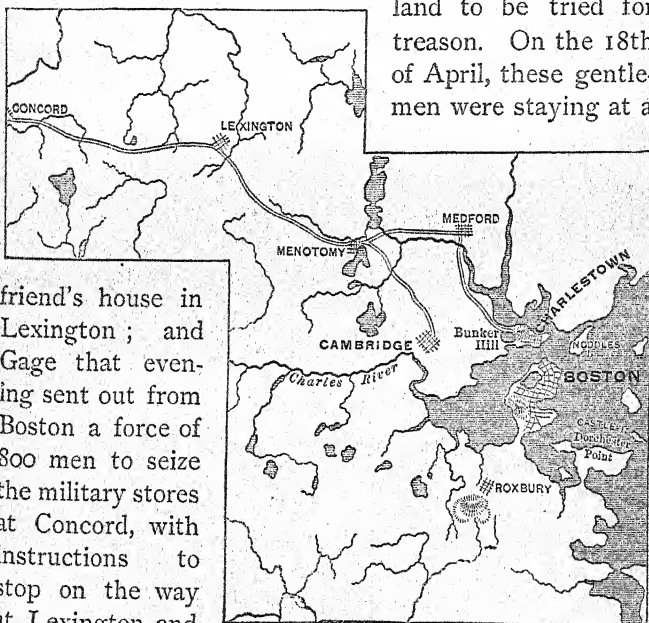 land to be tried for
treason. On the 18th
of April, these gentle-
men were staying at a
CONCORD
LEXINGTON
MENOTOMY
MEDFORD
CHARLESTOWN
Bunker
Hill
NODDLES
CAMBRIDGE
Charles River
BOSTON
CASTLE I.
Dorchester
Point
ROXBURY
friend's house in
Lexington; and
Gage that even-
ing sent out from
Boston a force of
800 men to seize
the military stores
at Concord, with
instructions to
stop on the way
at Lexington and